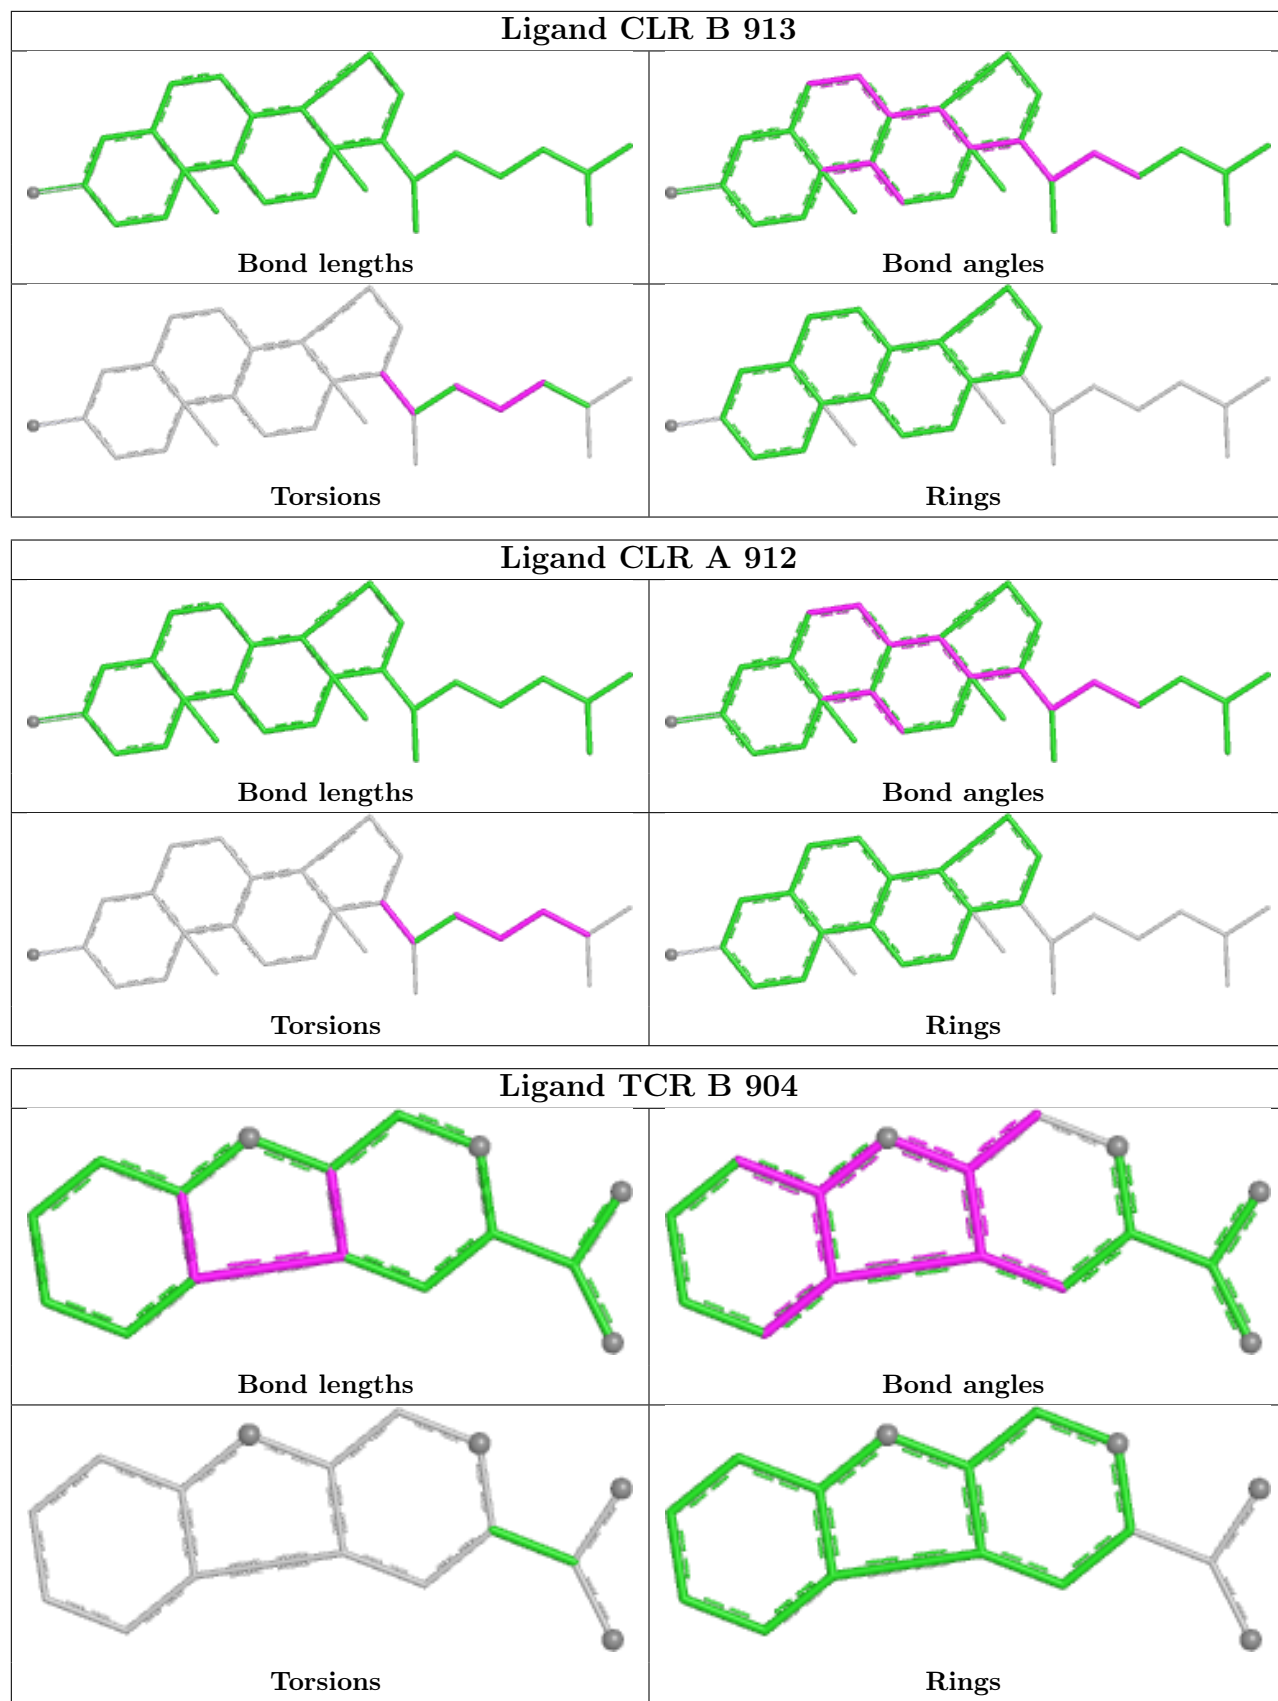 Ligand CLR B 913
Bond lengths
Bond angles
Torsions
Rings
Ligand CLR A 912
Bond lengths
Bond angles
Torsions
Rings
Ligand TCR B 904
Bond lengths
Bond angles
Torsions
Rings